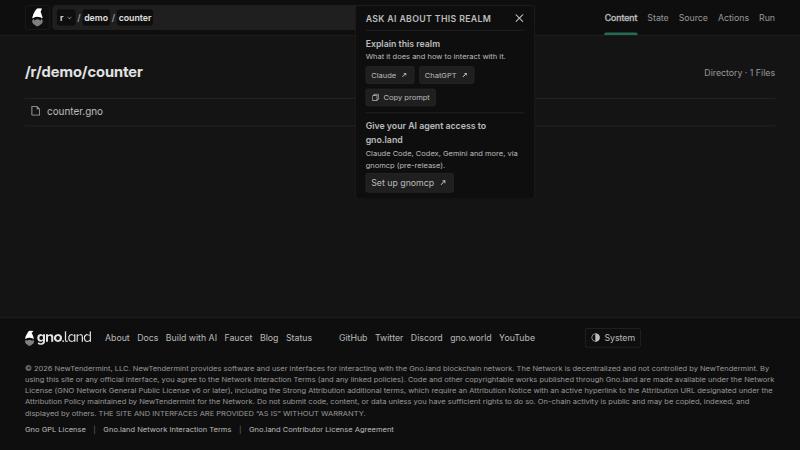 r / demo / counter
ASK AI ABOUT THIS REALM
Content State Source Actions Run
Explain this realm
What it does and how to interact with it.
Claude ↗ ChatGPT ↗
Copy prompt
/r/demo/counter
Directory · 1 Files
counter.gno
Give your AI agent access to
gno.land
Claude Code, Codex, Gemini and more, via
gnomcp (pre-release).
Set up gnomcp ↗
gno.land About Docs Build with AI Faucet Blog Status GitHub Twitter Discord gno.world YouTube System
© 2026 NewTendermint, LLC. NewTendermint provides software and user interfaces for interacting with the Gno.land blockchain network. The Network is decentralized and not controlled by NewTendermint. By
using this site or any official interface, you agree to the Network Interaction Terms (and any linked policies). Code and other copyrightable works published through Gno.land are made available under the Network
License (GNO Network General Public License v6 or later), including the Strong Attribution additional terms, which require an Attribution Notice with an active hyperlink to the Attribution URL designated under the
Attribution Policy maintained by NewTendermint for the Network. Do not submit code, content, or data unless you have sufficient rights to do so. On-chain activity is public and may be copied, indexed, and
displayed by others. THE SITE AND INTERFACES ARE PROVIDED "AS IS" WITHOUT WARRANTY.
Gno GPL License | Gno.land Network Interaction Terms | Gno.land Contributor License Agreement